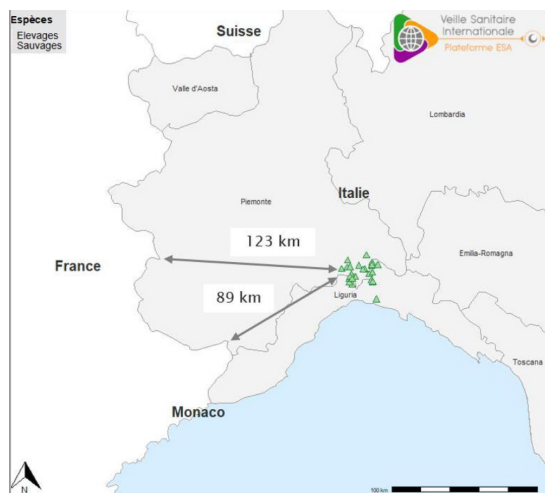 Espèces
Elevages
Sauvages
Suisse
Veille Sanitaire
Internationale
Plateforme ESA
Valle d'Aosta
Lombardia
Piemonte
Italie
123 km
France
Emilia-Romagna
89 km
Liguria
Toscana
Monaco
N
100 km